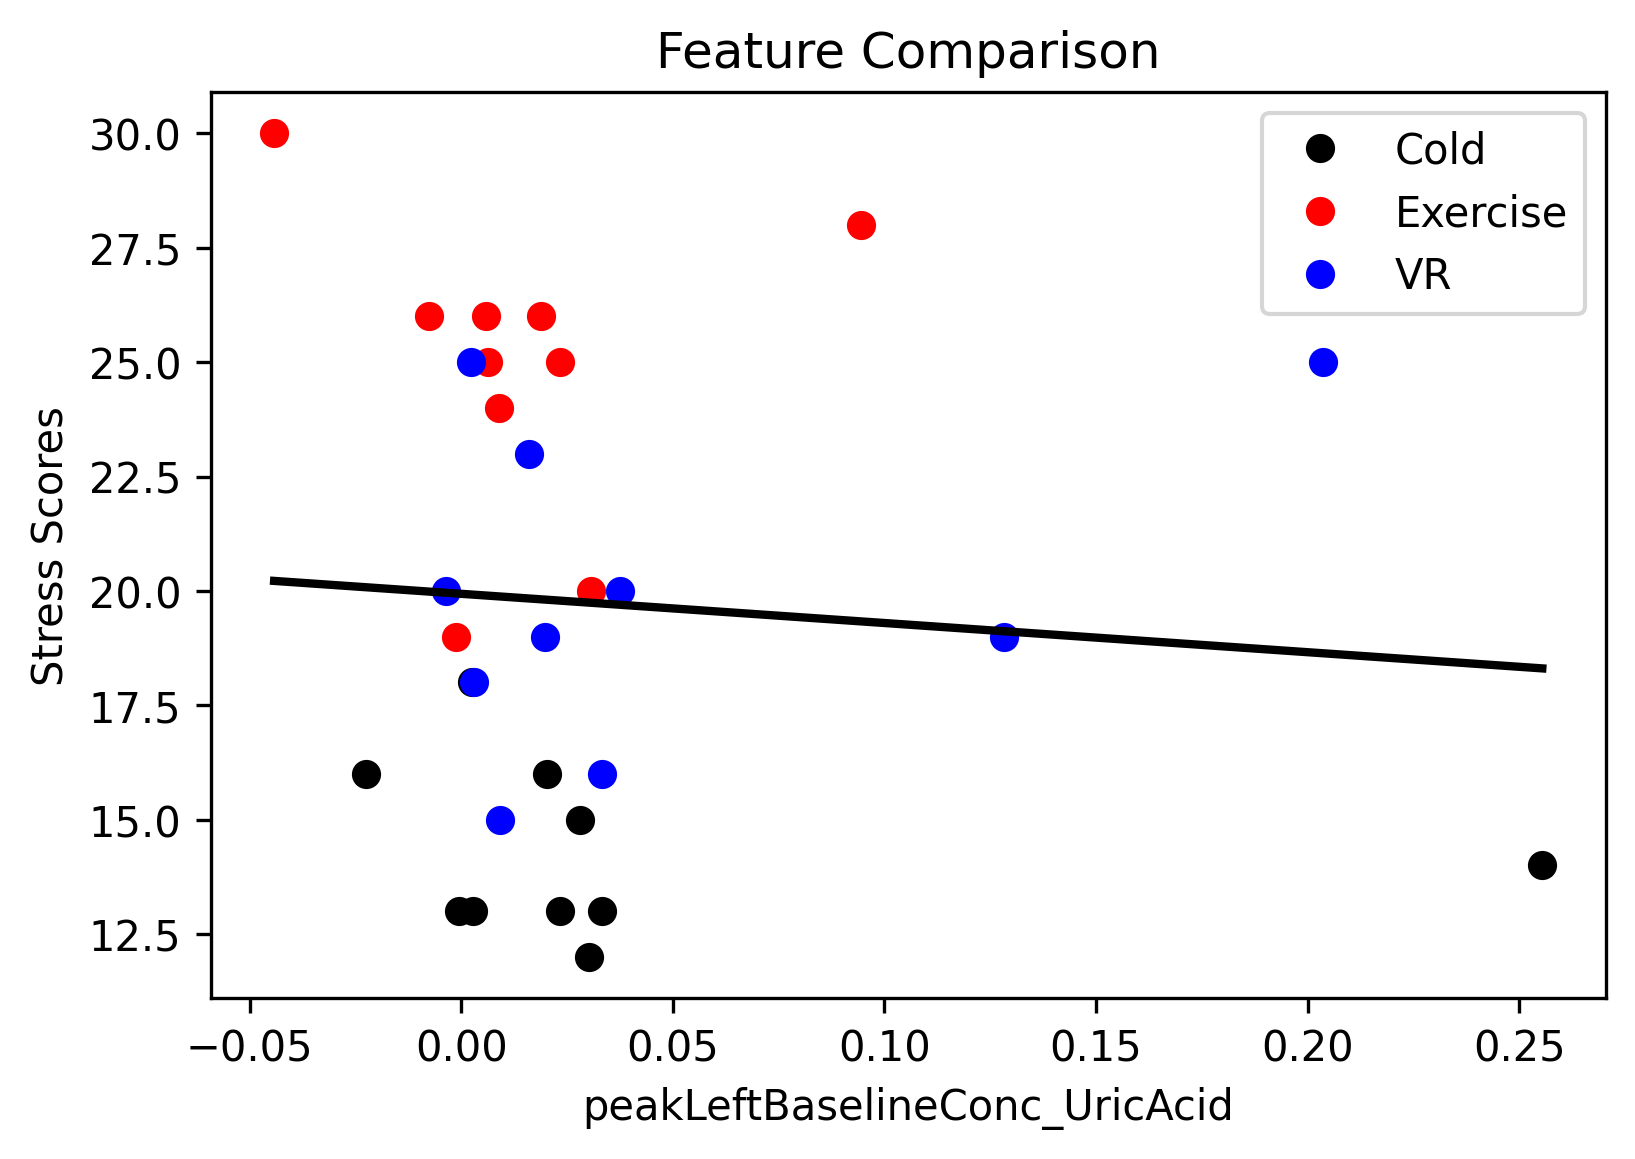 Feature Comparison
30.0
27.5
25.0
22.5
20.0
17.5
15.0
12.5
Stress Scores
Cold
Exercise
VR
−0.05 0.00 0.05 0.10 0.15 0.20 0.25
peakLeftBaselineConc_UricAcid